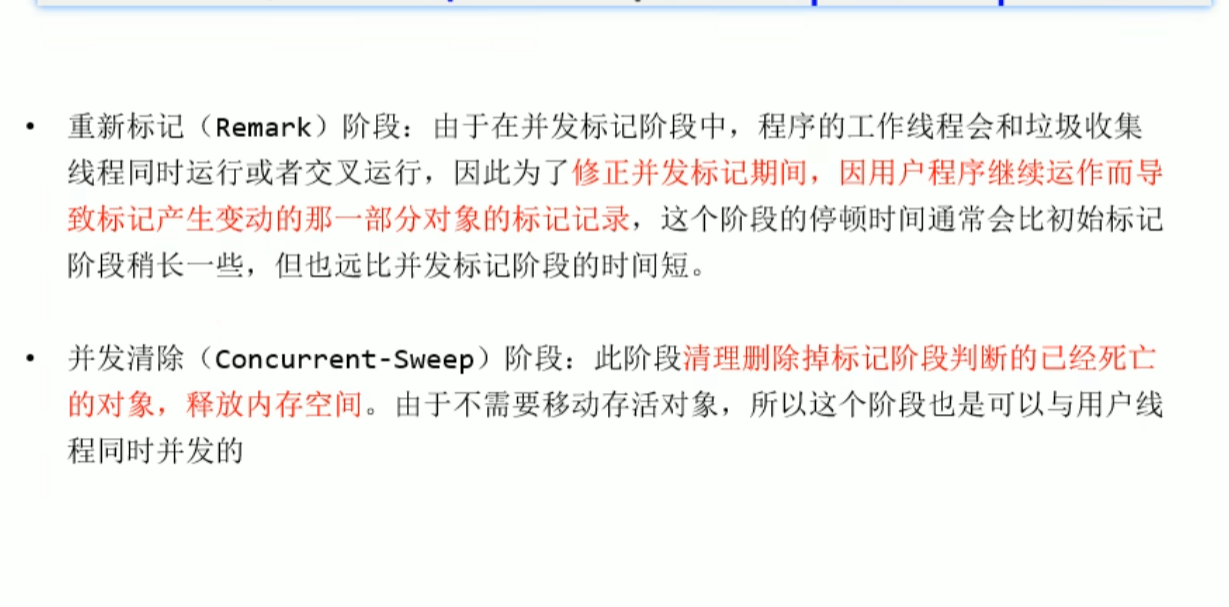 • 重新标记（Remark）阶段：由于在并发标记阶段中，程序的工作线程会和垃圾收集
线程同时运行或者交叉运行，因此为了修正并发标记期间，因用户程序继续运作而导
致标记产生变动的那一部分对象的标记记录，这个阶段的停顿时间通常会比初始标记
阶段稍长一些，但也远比并发标记阶段的时间短。
• 并发清除（Concurrent-Sweep）阶段：此阶段清理删除掉标记阶段判断的已经死亡
的对象，释放内存空间。由于不需要移动存活对象，所以这个阶段也是可以与用户线
程同时并发的